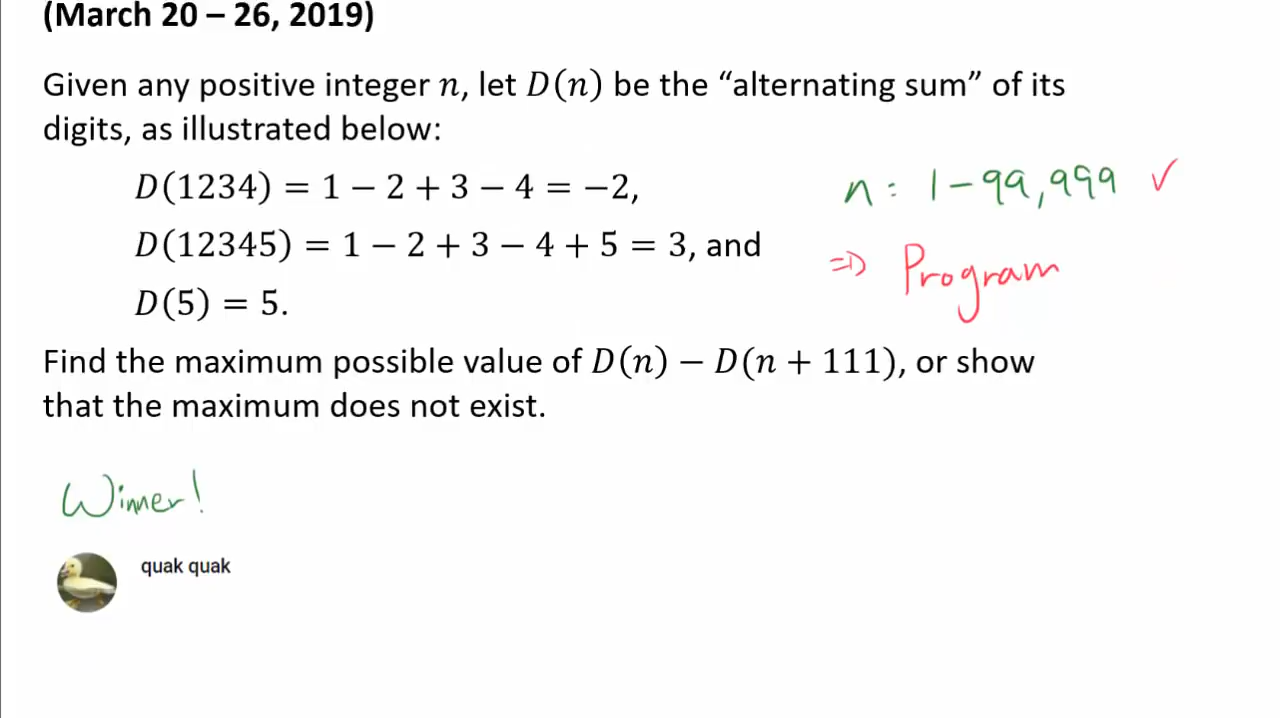 (March 20 – 26, 2019)
Given any positive integer n, let D(n) be the “alternating sum” of its
digits, as illustrated below:
D(1234) = 1 − 2 + 3 − 4 = −2,
n: 1 – 99,999 ✓
D(12345) = 1 − 2 + 3 − 4 + 5 = 3, and
⇒ Program
D(5) = 5.
Find the maximum possible value of D(n) − D(n + 111), or show
that the maximum does not exist.
Winner!
quak quak